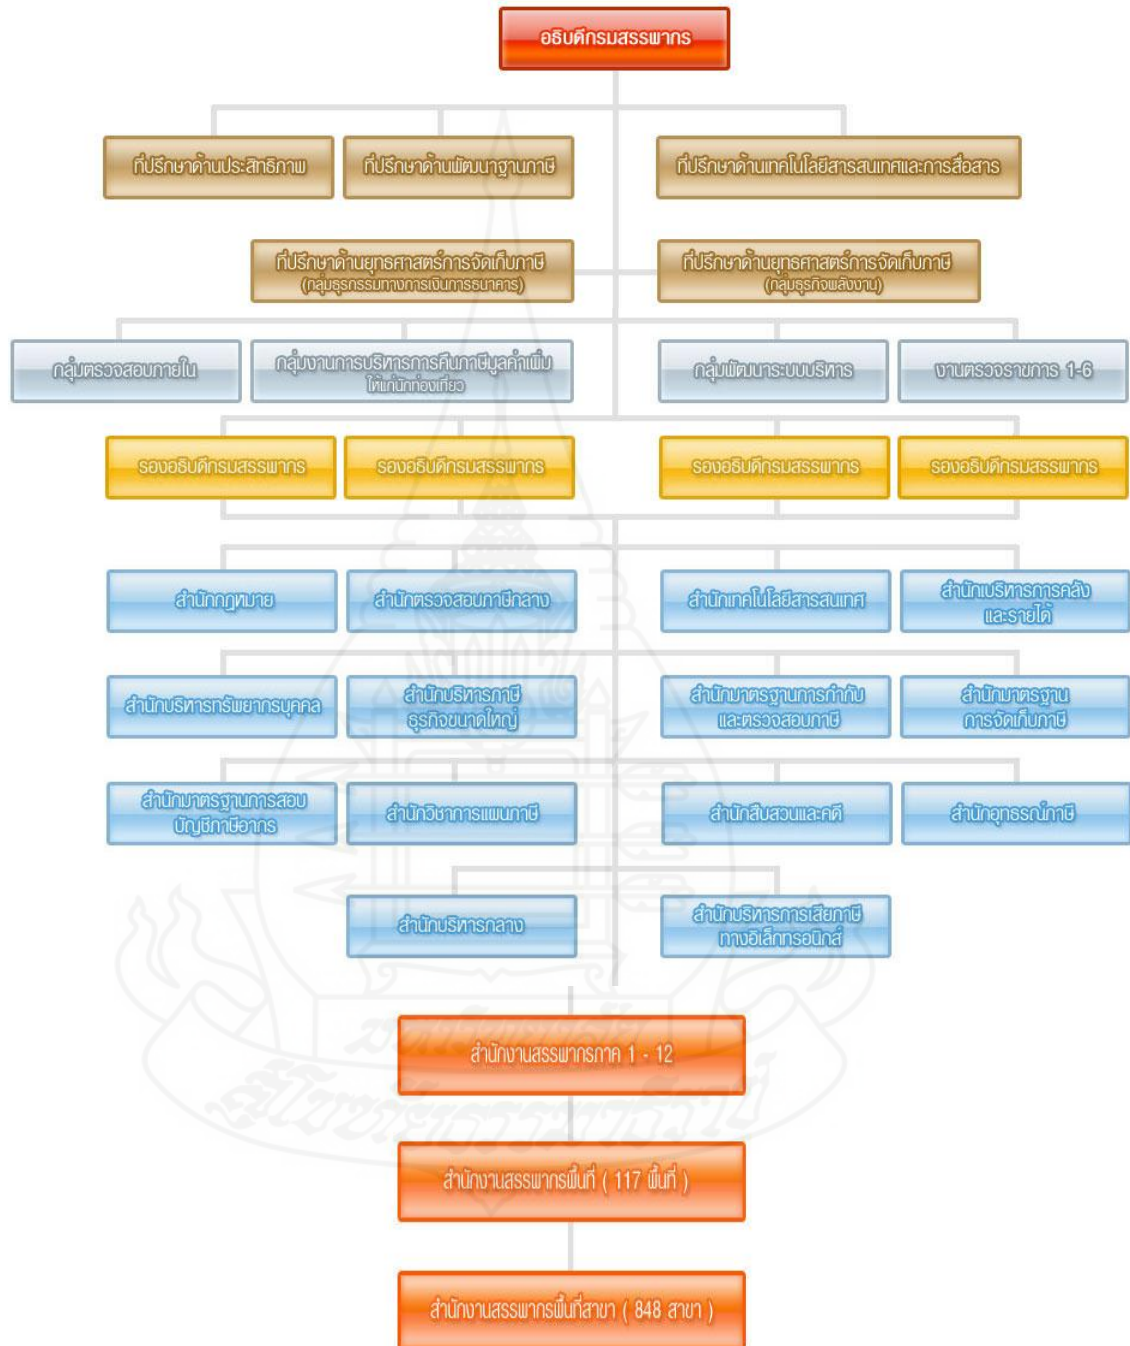 อธิบดีกรมสรรพากร
ที่ปรึกษาด้านประสิทธิภาพ
ที่ปรึกษาด้านพัฒนาฐานภาษี
ที่ปรึกษาด้านเทคโนโลยีสารสนเทศและการสื่อสาร
ที่ปรึกษาด้านยุทธศาสตร์การจัดเก็บภาษี
(กลุ่มธุรกรรมทางการเงินการธนาคาร)
ที่ปรึกษาด้านยุทธศาสตร์การจัดเก็บภาษี
(กลุ่มธุรกิจพลังงาน)
กลุ่มตรวจสอบภายใน
กลุ่มงานการบริหารการคืนภาษีมูลค่าเพิ่ม
ให้แก่นักท่องเที่ยว
กลุ่มพัฒนาระบบบริหาร
งานตรวจราชการ 1-6
รองอธิบดีกรมสรรพากร
รองอธิบดีกรมสรรพากร
รองอธิบดีกรมสรรพากร
รองอธิบดีกรมสรรพากร
สำนักกฎหมาย
สำนักตรวจสอบภาษีกลาง
สำนักเทคโนโลยีสารสนเทศ
สำนักเบริหารการคลัง
และรายได้
สำนักบริหารทรัพยากรบุคคล
สำนักบริหารภาษี
ธุรกิจขนาดใหญ่
สำนักมาตรฐานการกำกับ
และตรวจสอบภาษี
สำนักมาตรฐาน
การจัดเก็บภาษี
สำนักมาตรฐานการสอบ
บัญชีภาษีอากร
สำนักวิชาการแผนภาษี
สำนักสืบสวนและคดี
สำนักอุทธรณ์ภาษี
สำนักบริหารกลาง
สำนักบริหารการเสียภาษี
ทางอิเล็กทรอนิกส์
สำนักงานสรรพากรภาค 1 - 12
สำนักงานสรรพากรพื้นที่ ( 117 พื้นที่ )
สำนักงานสรรพากรพื้นที่สาขา ( 848 สาขา )
มหาวิทยาลัย
สุโขทัยธรรมาธิราช